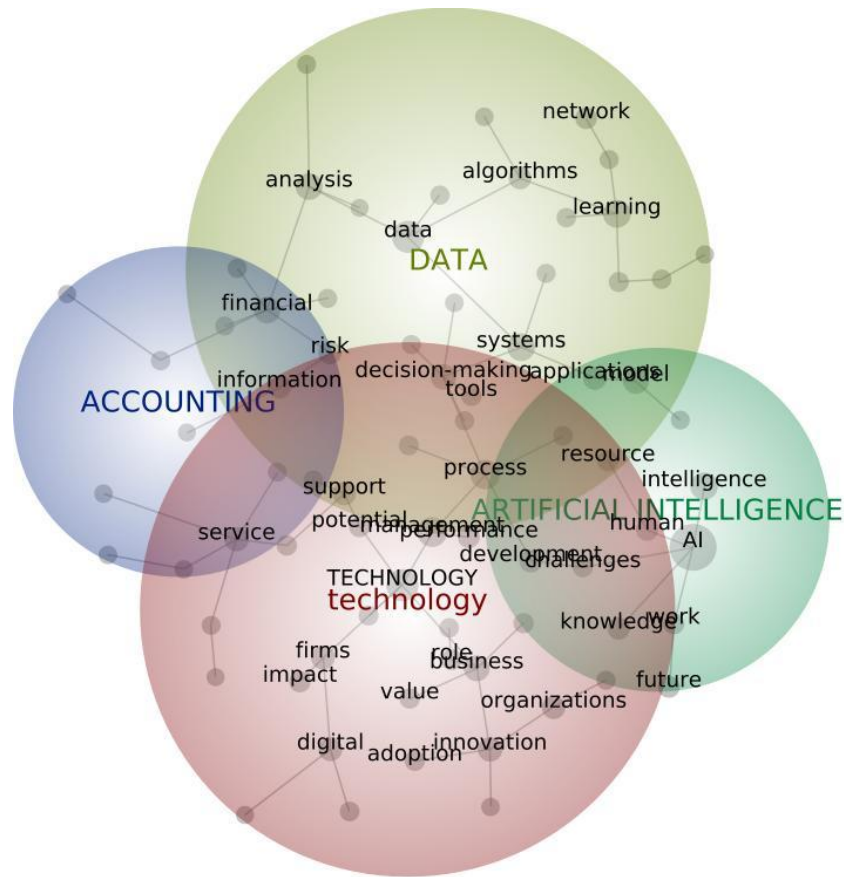 network
algorithms
analysis
learning
data
DATA
financial
risk
systems
decision-making
applications
model
information
tools
ACCOUNTING
resource
process
intelligence
support
ARTIFICIAL INTELLIGENCE
potential
management
performance
human
service
AI
development
challenges
TECHNOLOGY
technology
knowledge
work
firms
role
business
impact
future
value
organizations
digital
adoption
innovation